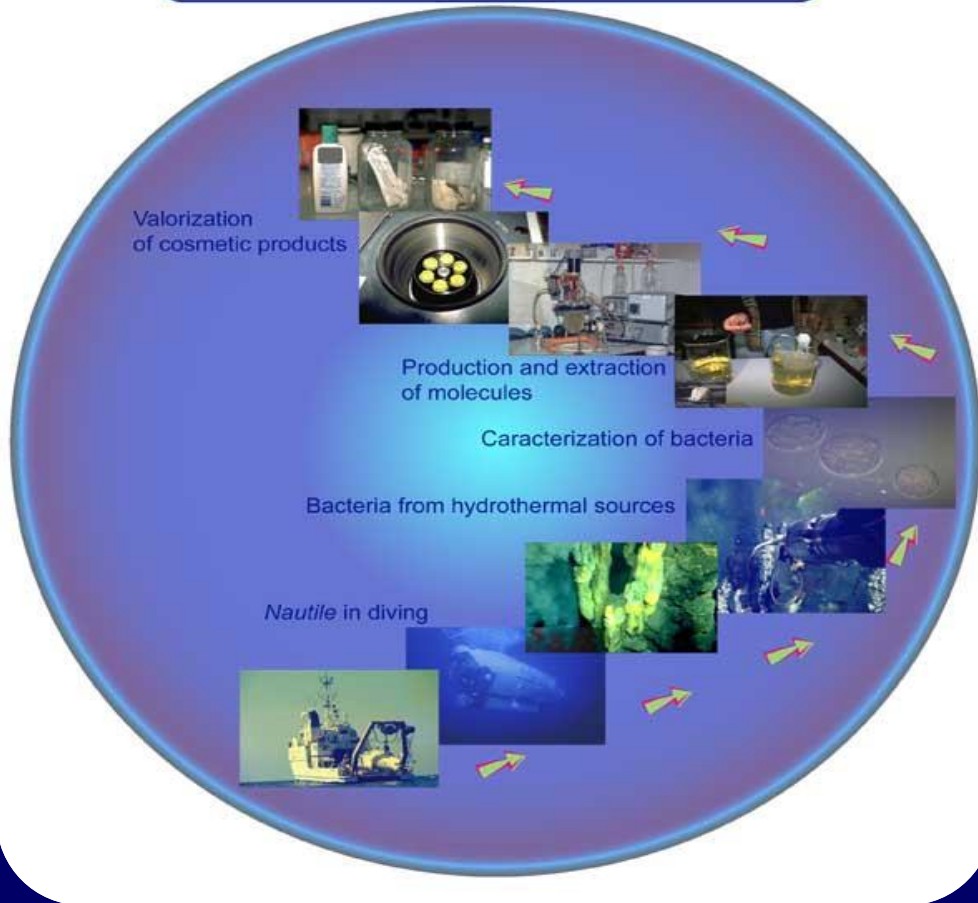 Valorization
of cosmetic products
Production and extraction
of molecules
Caracterization of bacteria
Bacteria from hydrothermal sources
Nautile in diving